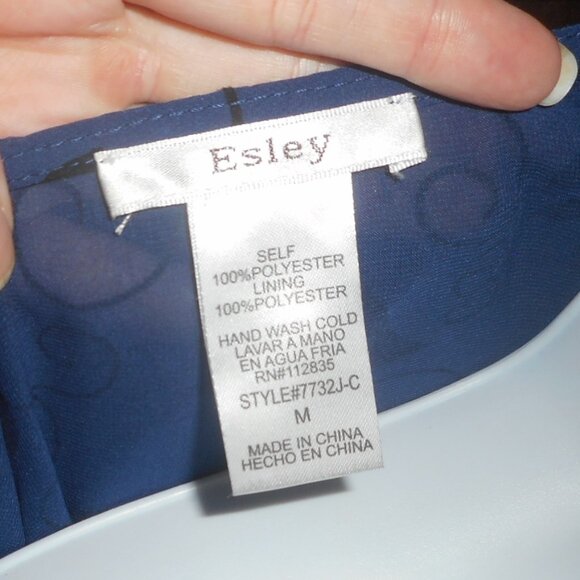 Esley
SELF
100%POLYESTER
LINING
100%POLYESTER
HAND WASH COLD
LAVAR A MANO
EN AGUA FRIA
RN#112835
STYLE#7732J-C
M
MADE IN CHINA
HECHO EN CHINA